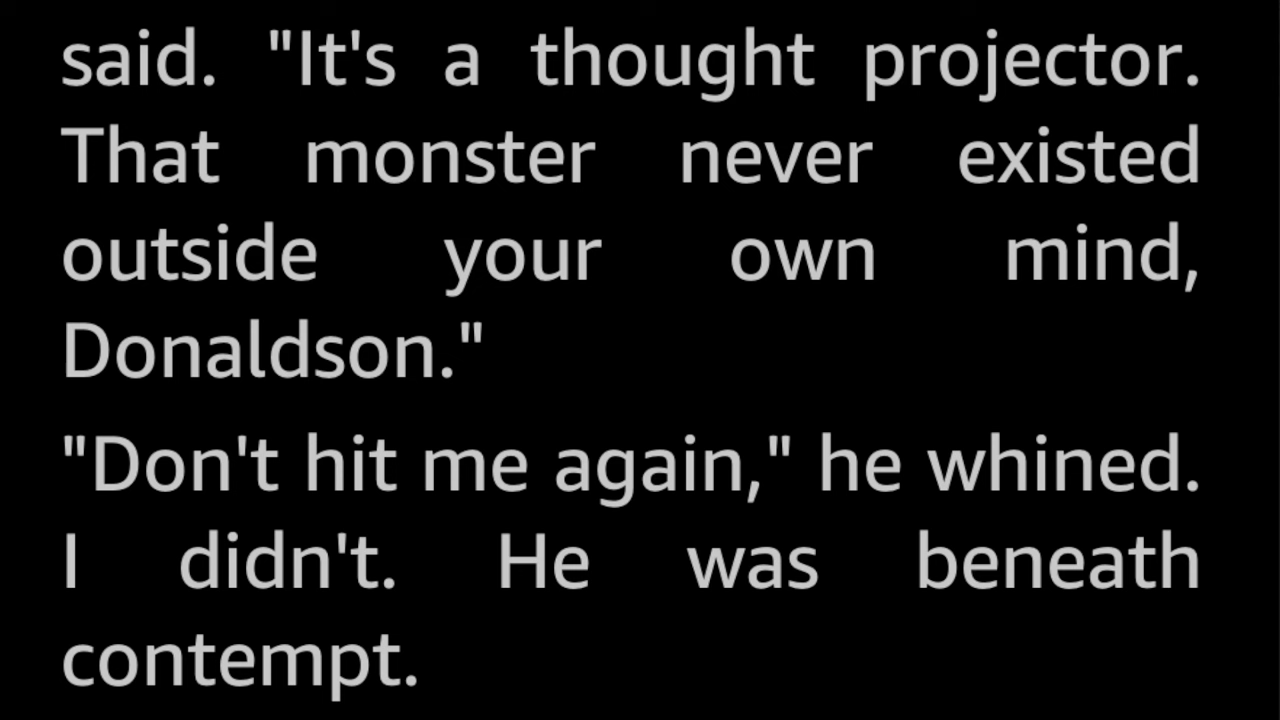 said. "It's a thought projector.
That monster never existed
outside your own mind,
Donaldson."
"Don't hit me again," he whined.
I didn't. He was beneath
contempt.